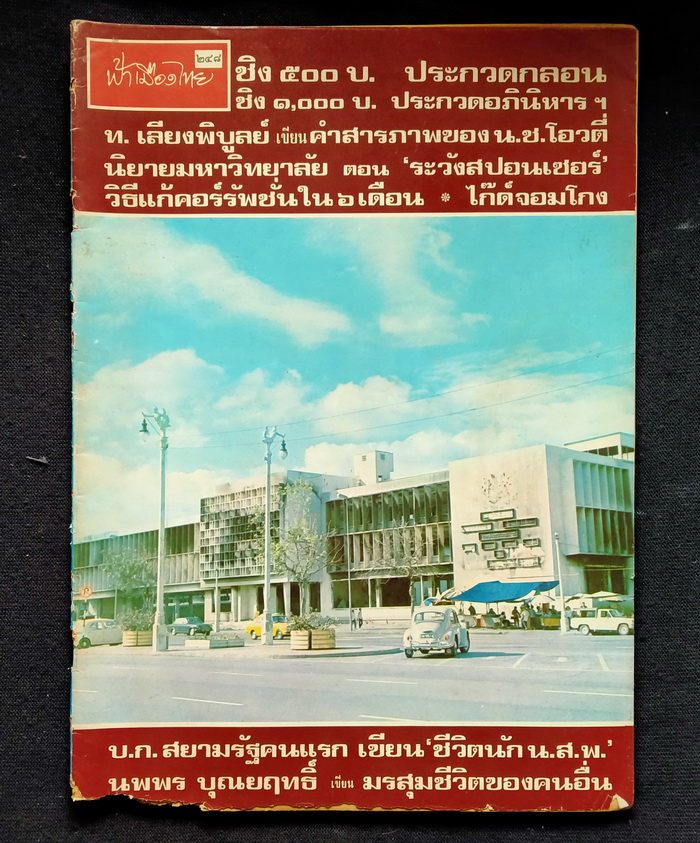 ฟ้าเมืองไทย
๒๔๘
ชิง ๕๐๐ บ. ประกวดกลอน
ชิง ๑,๐๐๐ บ. ประกวดอภินิหาร ฯ
ท. เลียงพิบูลย์ เขียน คำสารภาพของ น.ช.โอวตี่
นิยายมหาวิทยาลัย ตอน 'ระวังสปอนเซอร์'
วิธีแก้คอร์รัพชั่นใน ๖ เดือน * ไก๊ด์จอมโกง
บ.ก. สยามรัฐคนแรก เขียน 'ชีวิตนัก น.ส.พ.'
นพพร บุณยฤทธิ์ เขียน มรสุมชีวิตของคนอื่น